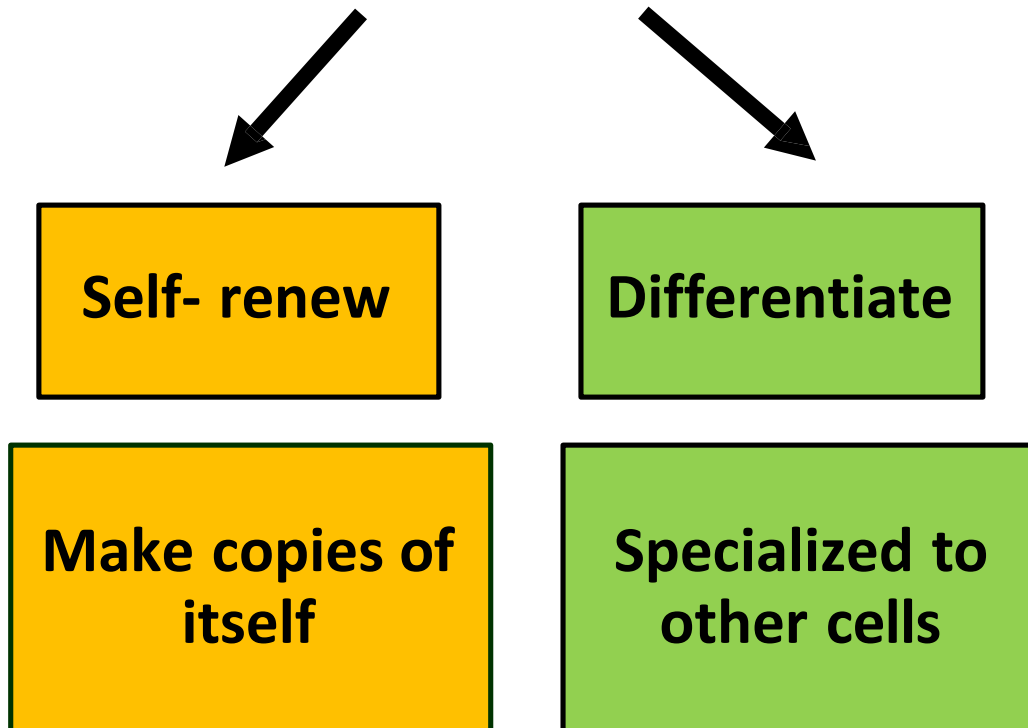 Self- renew
Differentiate
Make copies of
itself
Specialized to
other cells